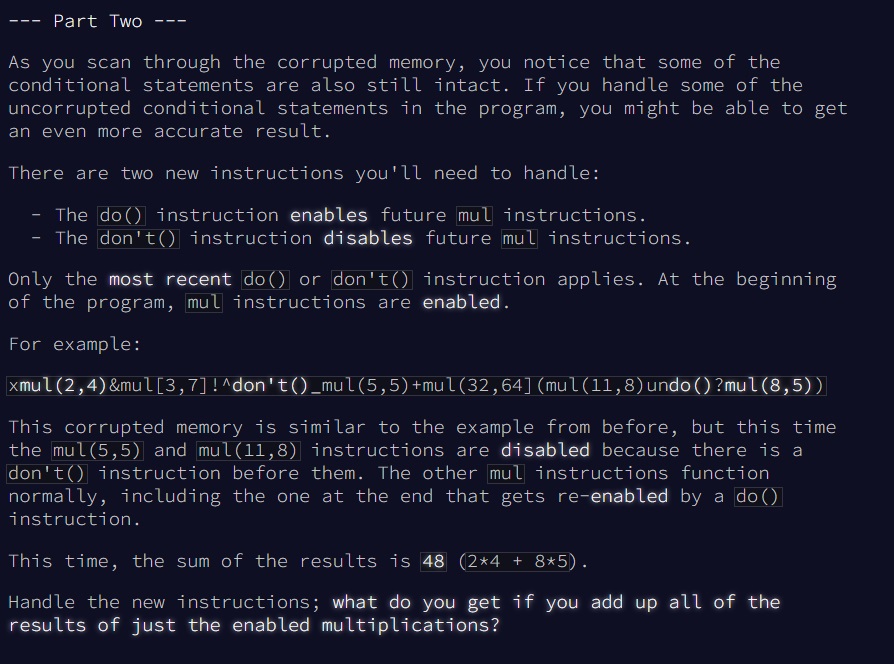 --- Part Two ---
As you scan through the corrupted memory, you notice that some of the
conditional statements are also still intact. If you handle some of the
uncorrupted conditional statements in the program, you might be able to get
an even more accurate result.
There are two new instructions you'll need to handle:
- The do() instruction enables future mul instructions.
- The don't() instruction disables future mul instructions.
Only the most recent do() or don't() instruction applies. At the beginning
of the program, mul instructions are enabled.
For example:
xmul(2,4)&mul[3,7]!^don't()_mul(5,5)+mul(32,64](mul(11,8)undo()?mul(8,5))
This corrupted memory is similar to the example from before, but this time
the mul(5,5) and mul(11,8) instructions are disabled because there is a
don't() instruction before them. The other mul instructions function
normally, including the one at the end that gets re-enabled by a do()
instruction.
This time, the sum of the results is 48 (2*4 + 8*5).
Handle the new instructions; what do you get if you add up all of the
results of just the enabled multiplications?